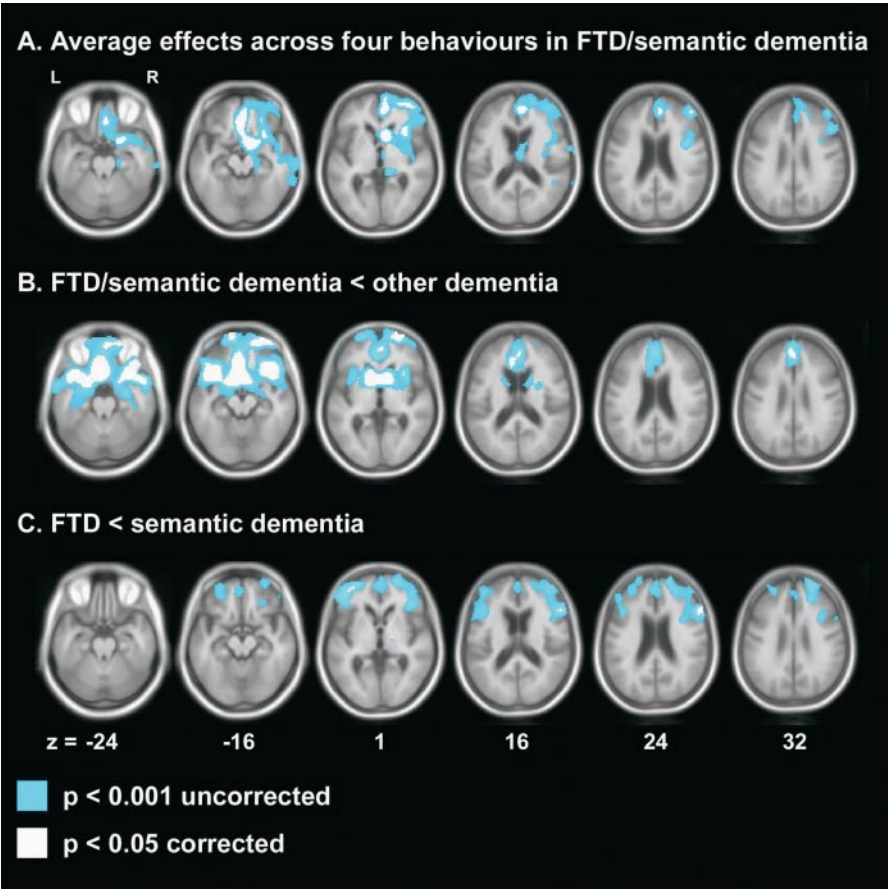 A. Average effects across four behaviours in FTD/semantic dementia
L R
B. FTD/semantic dementia < other dementia
C. FTD < semantic dementia
z = -24 -16 1 16 24 32
p < 0.001 uncorrected
p < 0.05 corrected